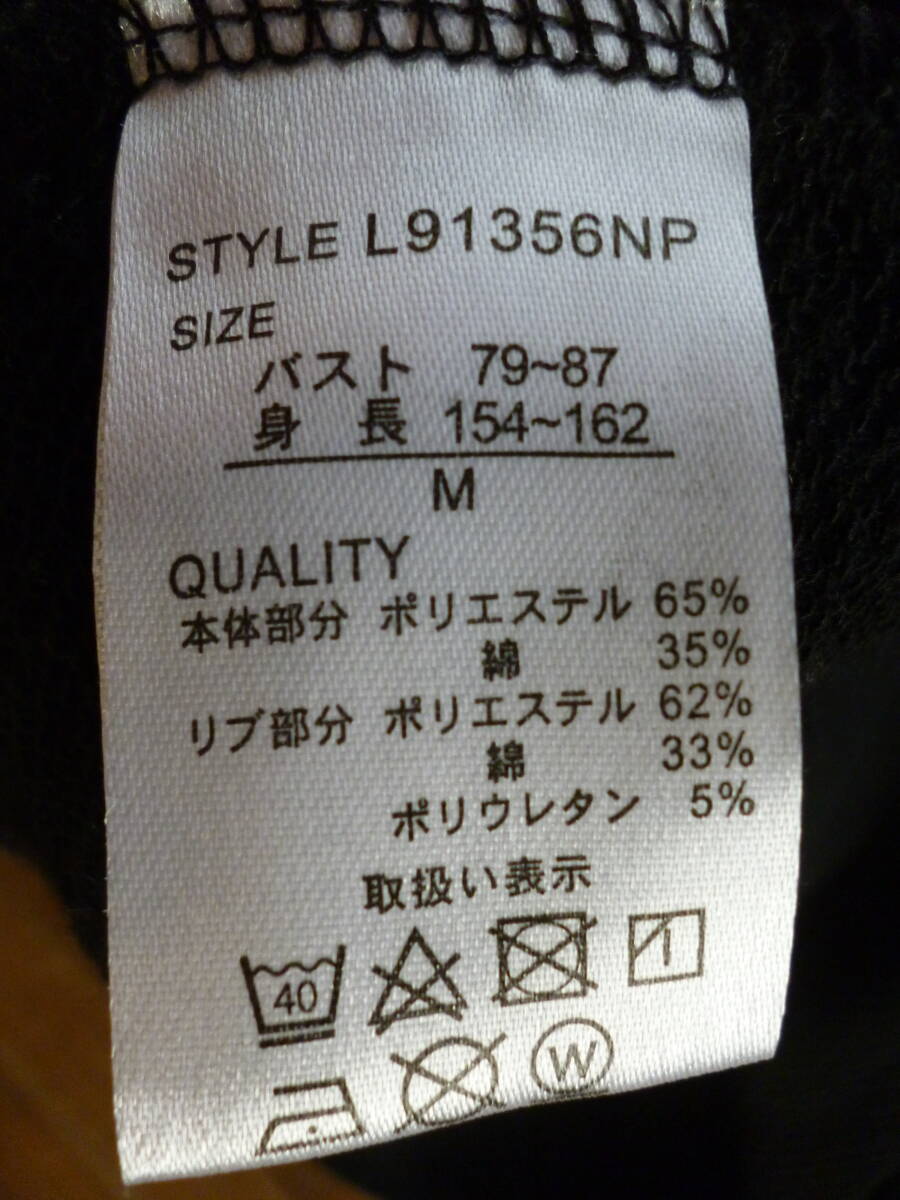 STYLE L91356NP
SIZE
バスト 79~87
身長 154~162
M
QUALITY
本体部分 ポリエステル 65%
綿 35%
リブ部分 ポリエステル 62%
綿 33%
ポリウレタン 5%
取扱い表示
40
W